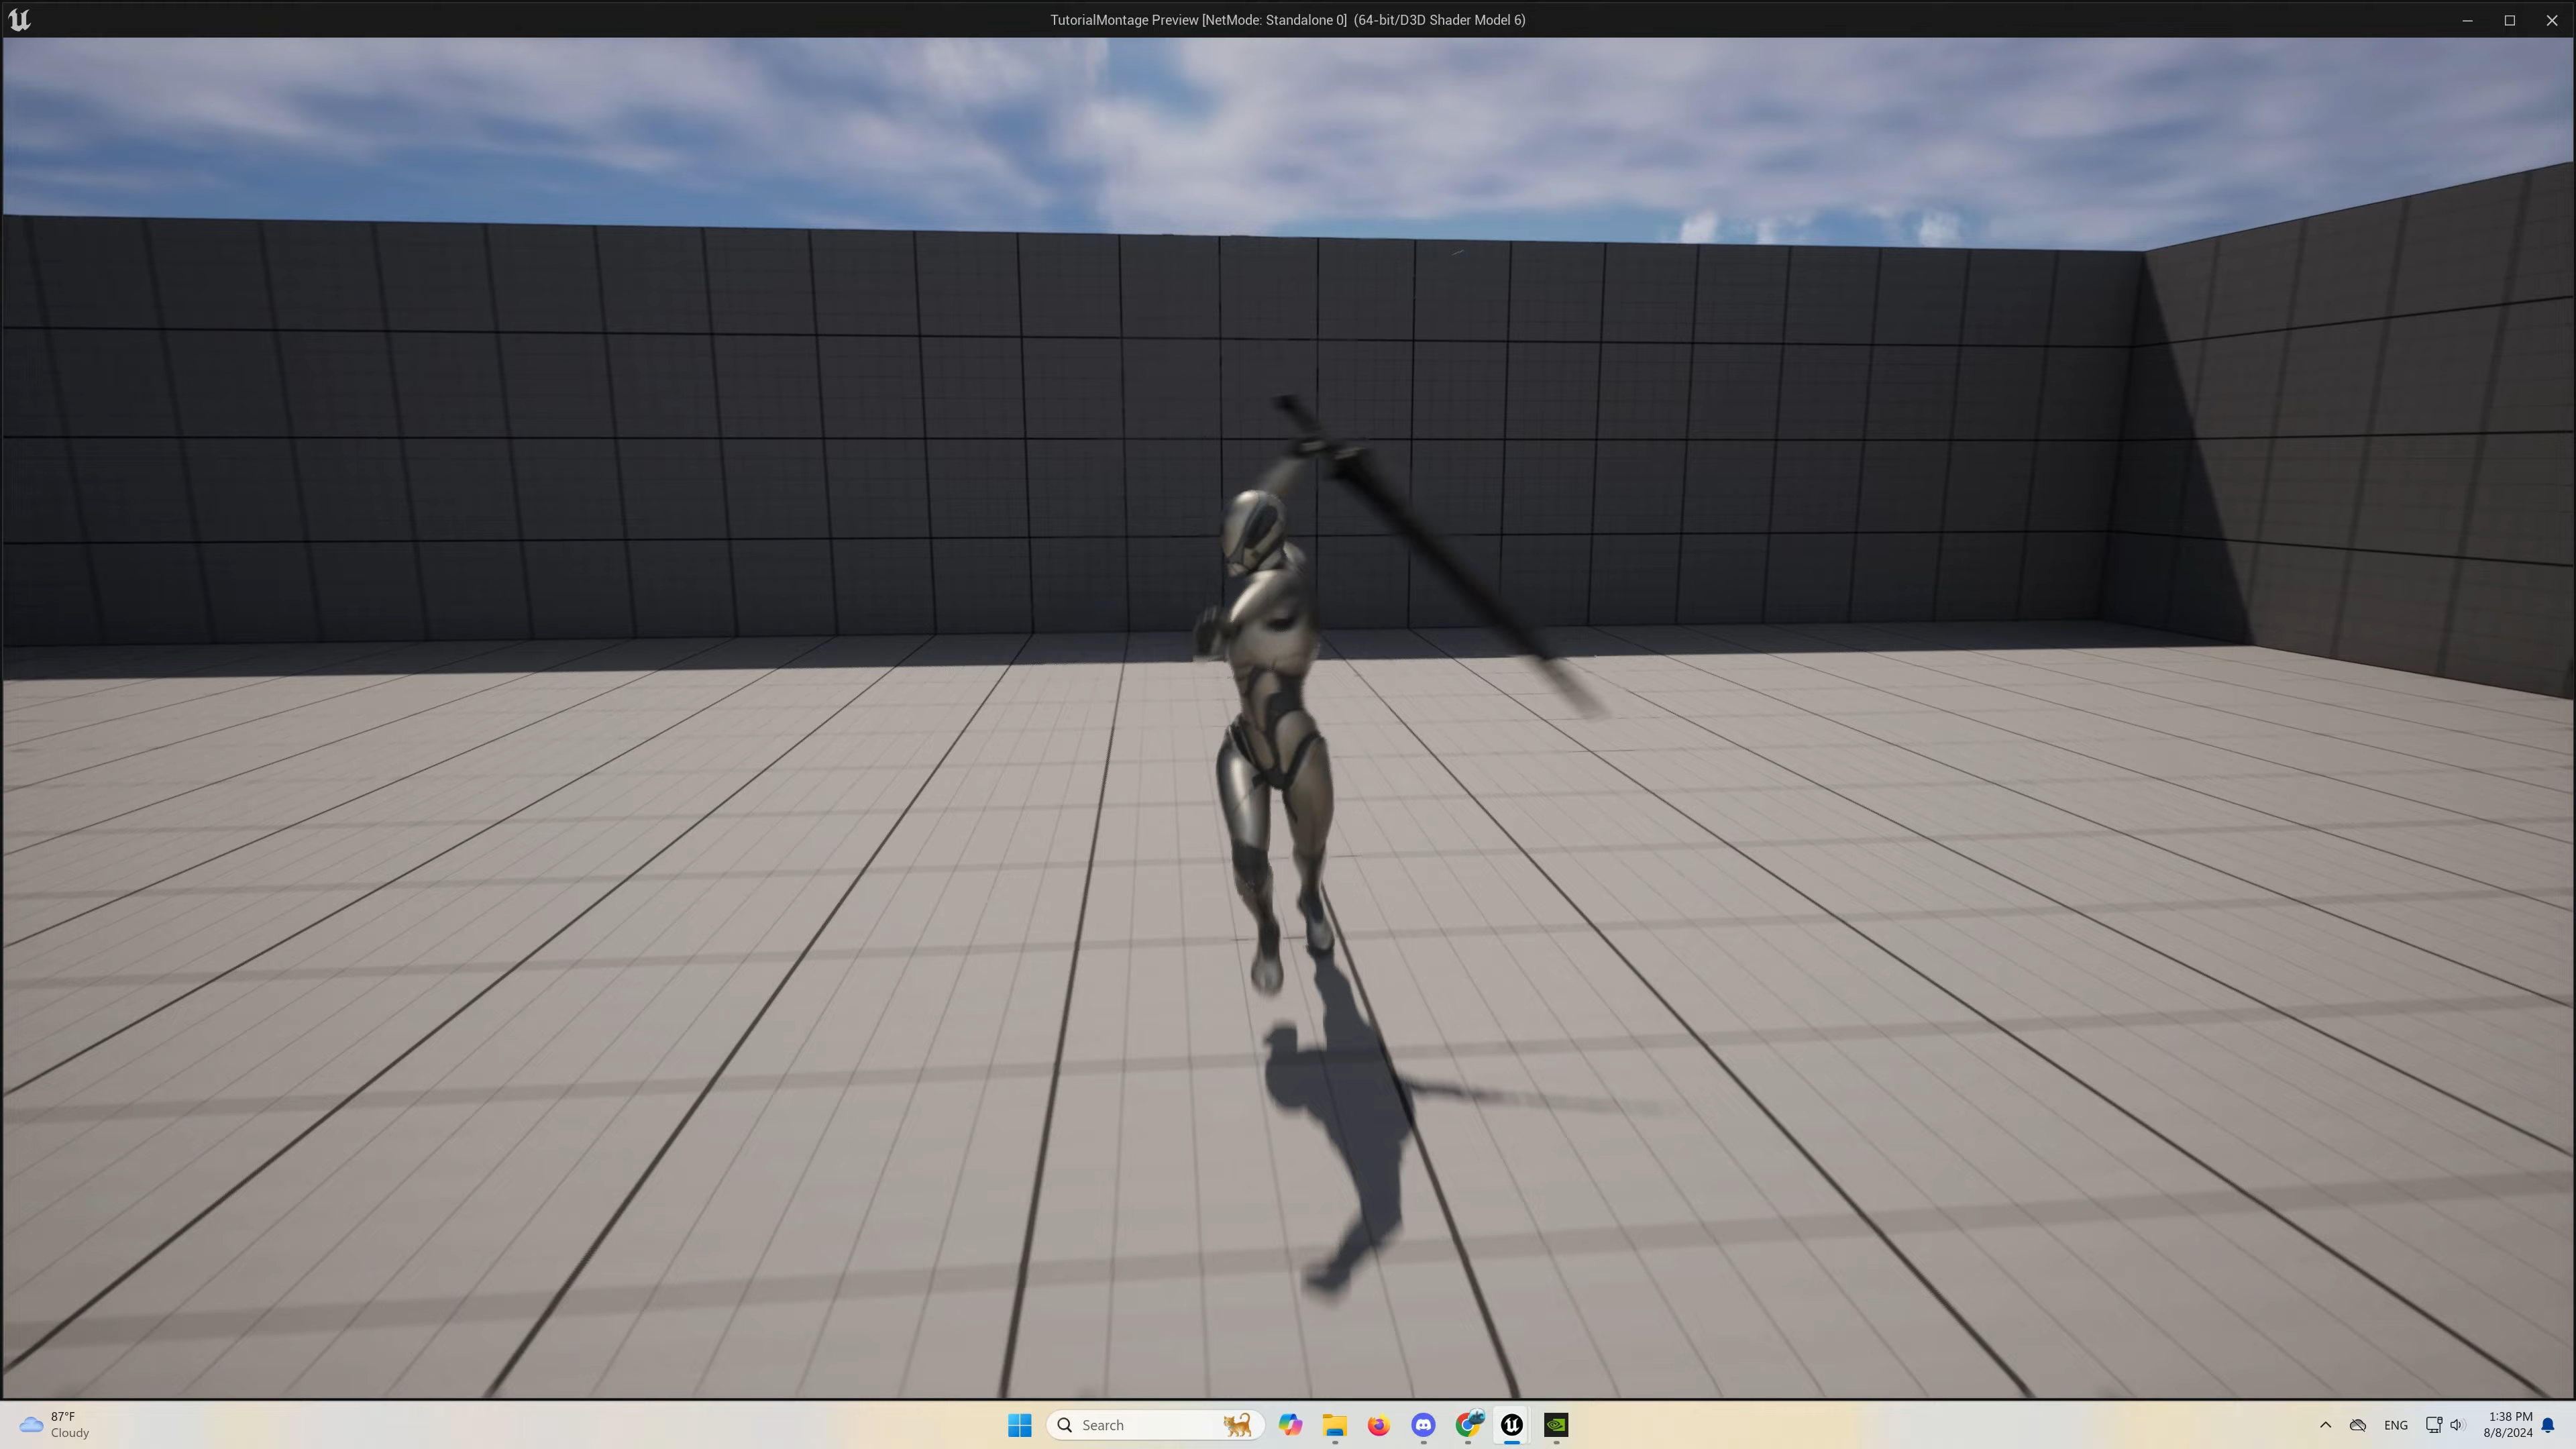 TutorialMontage Preview [NetMode: Standalone 0]  (64-bit/D3D Shader Model 6)
87°F
Cloudy
Search
ENG
1:38 PM
8/8/2024